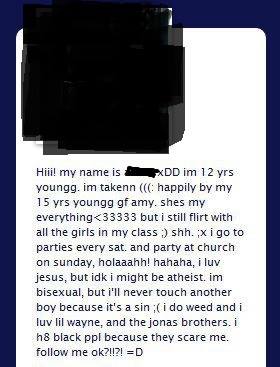 Hiii! my name is xDD im 12 yrs
youngg. im takenn (((: happily by my
15 yrs youngg gf amy. shes my
everything<33333 but i still flirt with
all the girls in my class ;) shh. ;x i go to
parties every sat. and party at church
on sunday, holaaahh! hahaha, i luv
jesus, but idk i might be atheist. im
bisexual, but i'll never touch another
boy because it's a sin ;( i do weed and i
luv lil wayne, and the jonas brothers. i
h8 black ppl because they scare me.
follow me ok?!!?! =D